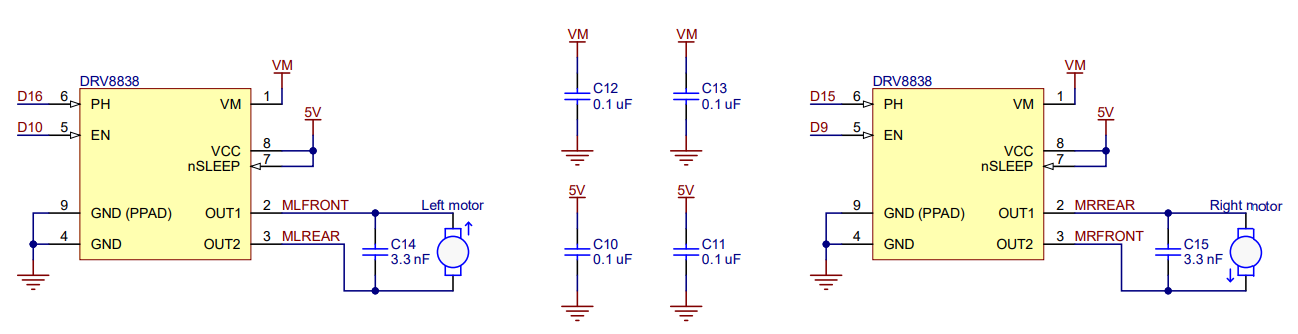 DRV8838
D16 6 PH
VM 1 VM
D10 5 EN
5V
VCC 8
nSLEEP 7
9 GND (PPAD)
OUT1 2 MLFRONT
4 GND
OUT2 3 MLREAR
Left motor
C14
3.3 nF
VM
C12
0.1 uF
VM
C13
0.1 uF
5V
C10
0.1 uF
5V
C11
0.1 uF
DRV8838
D15 6 PH
VM 1 VM
D9 5 EN
5V
VCC 8
nSLEEP 7
9 GND (PPAD)
OUT1 2 MRREAR
4 GND
OUT2 3 MRFRONT
Right motor
C15
3.3 nF